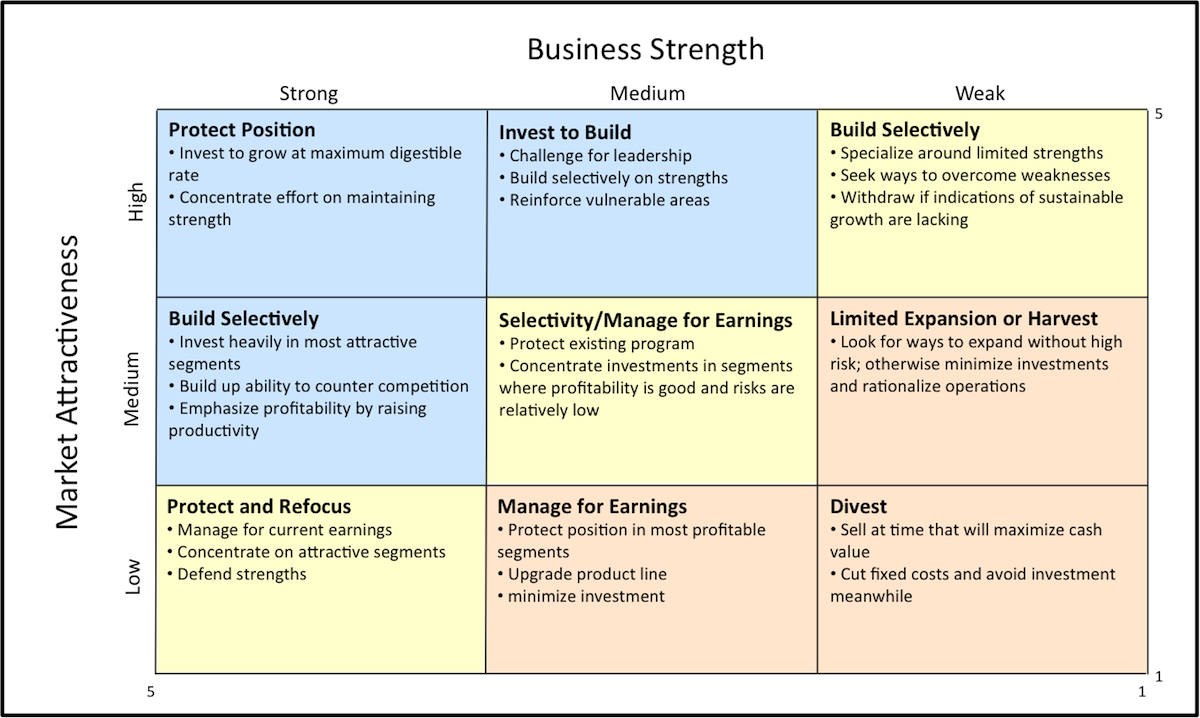 Business Strength
Strong
Medium
Weak
5
Market Attractiveness
High
Protect Position
• Invest to grow at maximum digestible
rate
• Concentrate effort on maintaining
strength
Invest to Build
• Challenge for leadership
• Build selectively on strengths
• Reinforce vulnerable areas
Build Selectively
• Specialize around limited strengths
• Seek ways to overcome weaknesses
• Withdraw if indications of sustainable
growth are lacking
Medium
Build Selectively
• Invest heavily in most attractive
segments
• Build up ability to counter competition
• Emphasize profitability by raising
productivity
Selectivity/Manage for Earnings
• Protect existing program
• Concentrate investments in segments
where profitability is good and risks are
relatively low
Limited Expansion or Harvest
• Look for ways to expand without high
risk; otherwise minimize investments
and rationalize operations
Low
Protect and Refocus
• Manage for current earnings
• Concentrate on attractive segments
• Defend strengths
Manage for Earnings
• Protect position in most profitable
segments
• Upgrade product line
• minimize investment
Divest
• Sell at time that will maximize cash
value
• Cut fixed costs and avoid investment
meanwhile
1
5
1